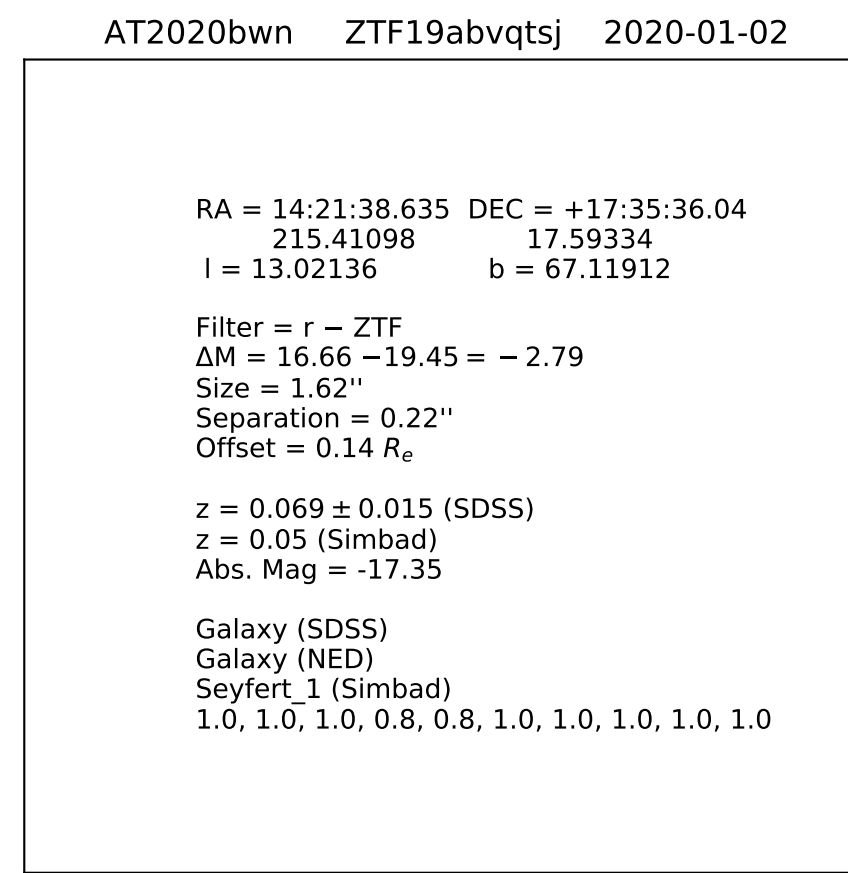 AT2020bwn ZTF19abvqtsj 2020-01-02
RA = 14:21:38.635 DEC = +17:35:36.04
215.41098 17.59334
l = 13.02136 b = 67.11912
Filter = r − ZTF
ΔM = 16.66 −19.45 = − 2.79
Size = 1.62''
Separation = 0.22''
Offset = 0.14 Rₑ
z = 0.069 ± 0.015 (SDSS)
z = 0.05 (Simbad)
Abs. Mag = -17.35
Galaxy (SDSS)
Galaxy (NED)
Seyfert_1 (Simbad)
1.0, 1.0, 1.0, 0.8, 0.8, 1.0, 1.0, 1.0, 1.0, 1.0